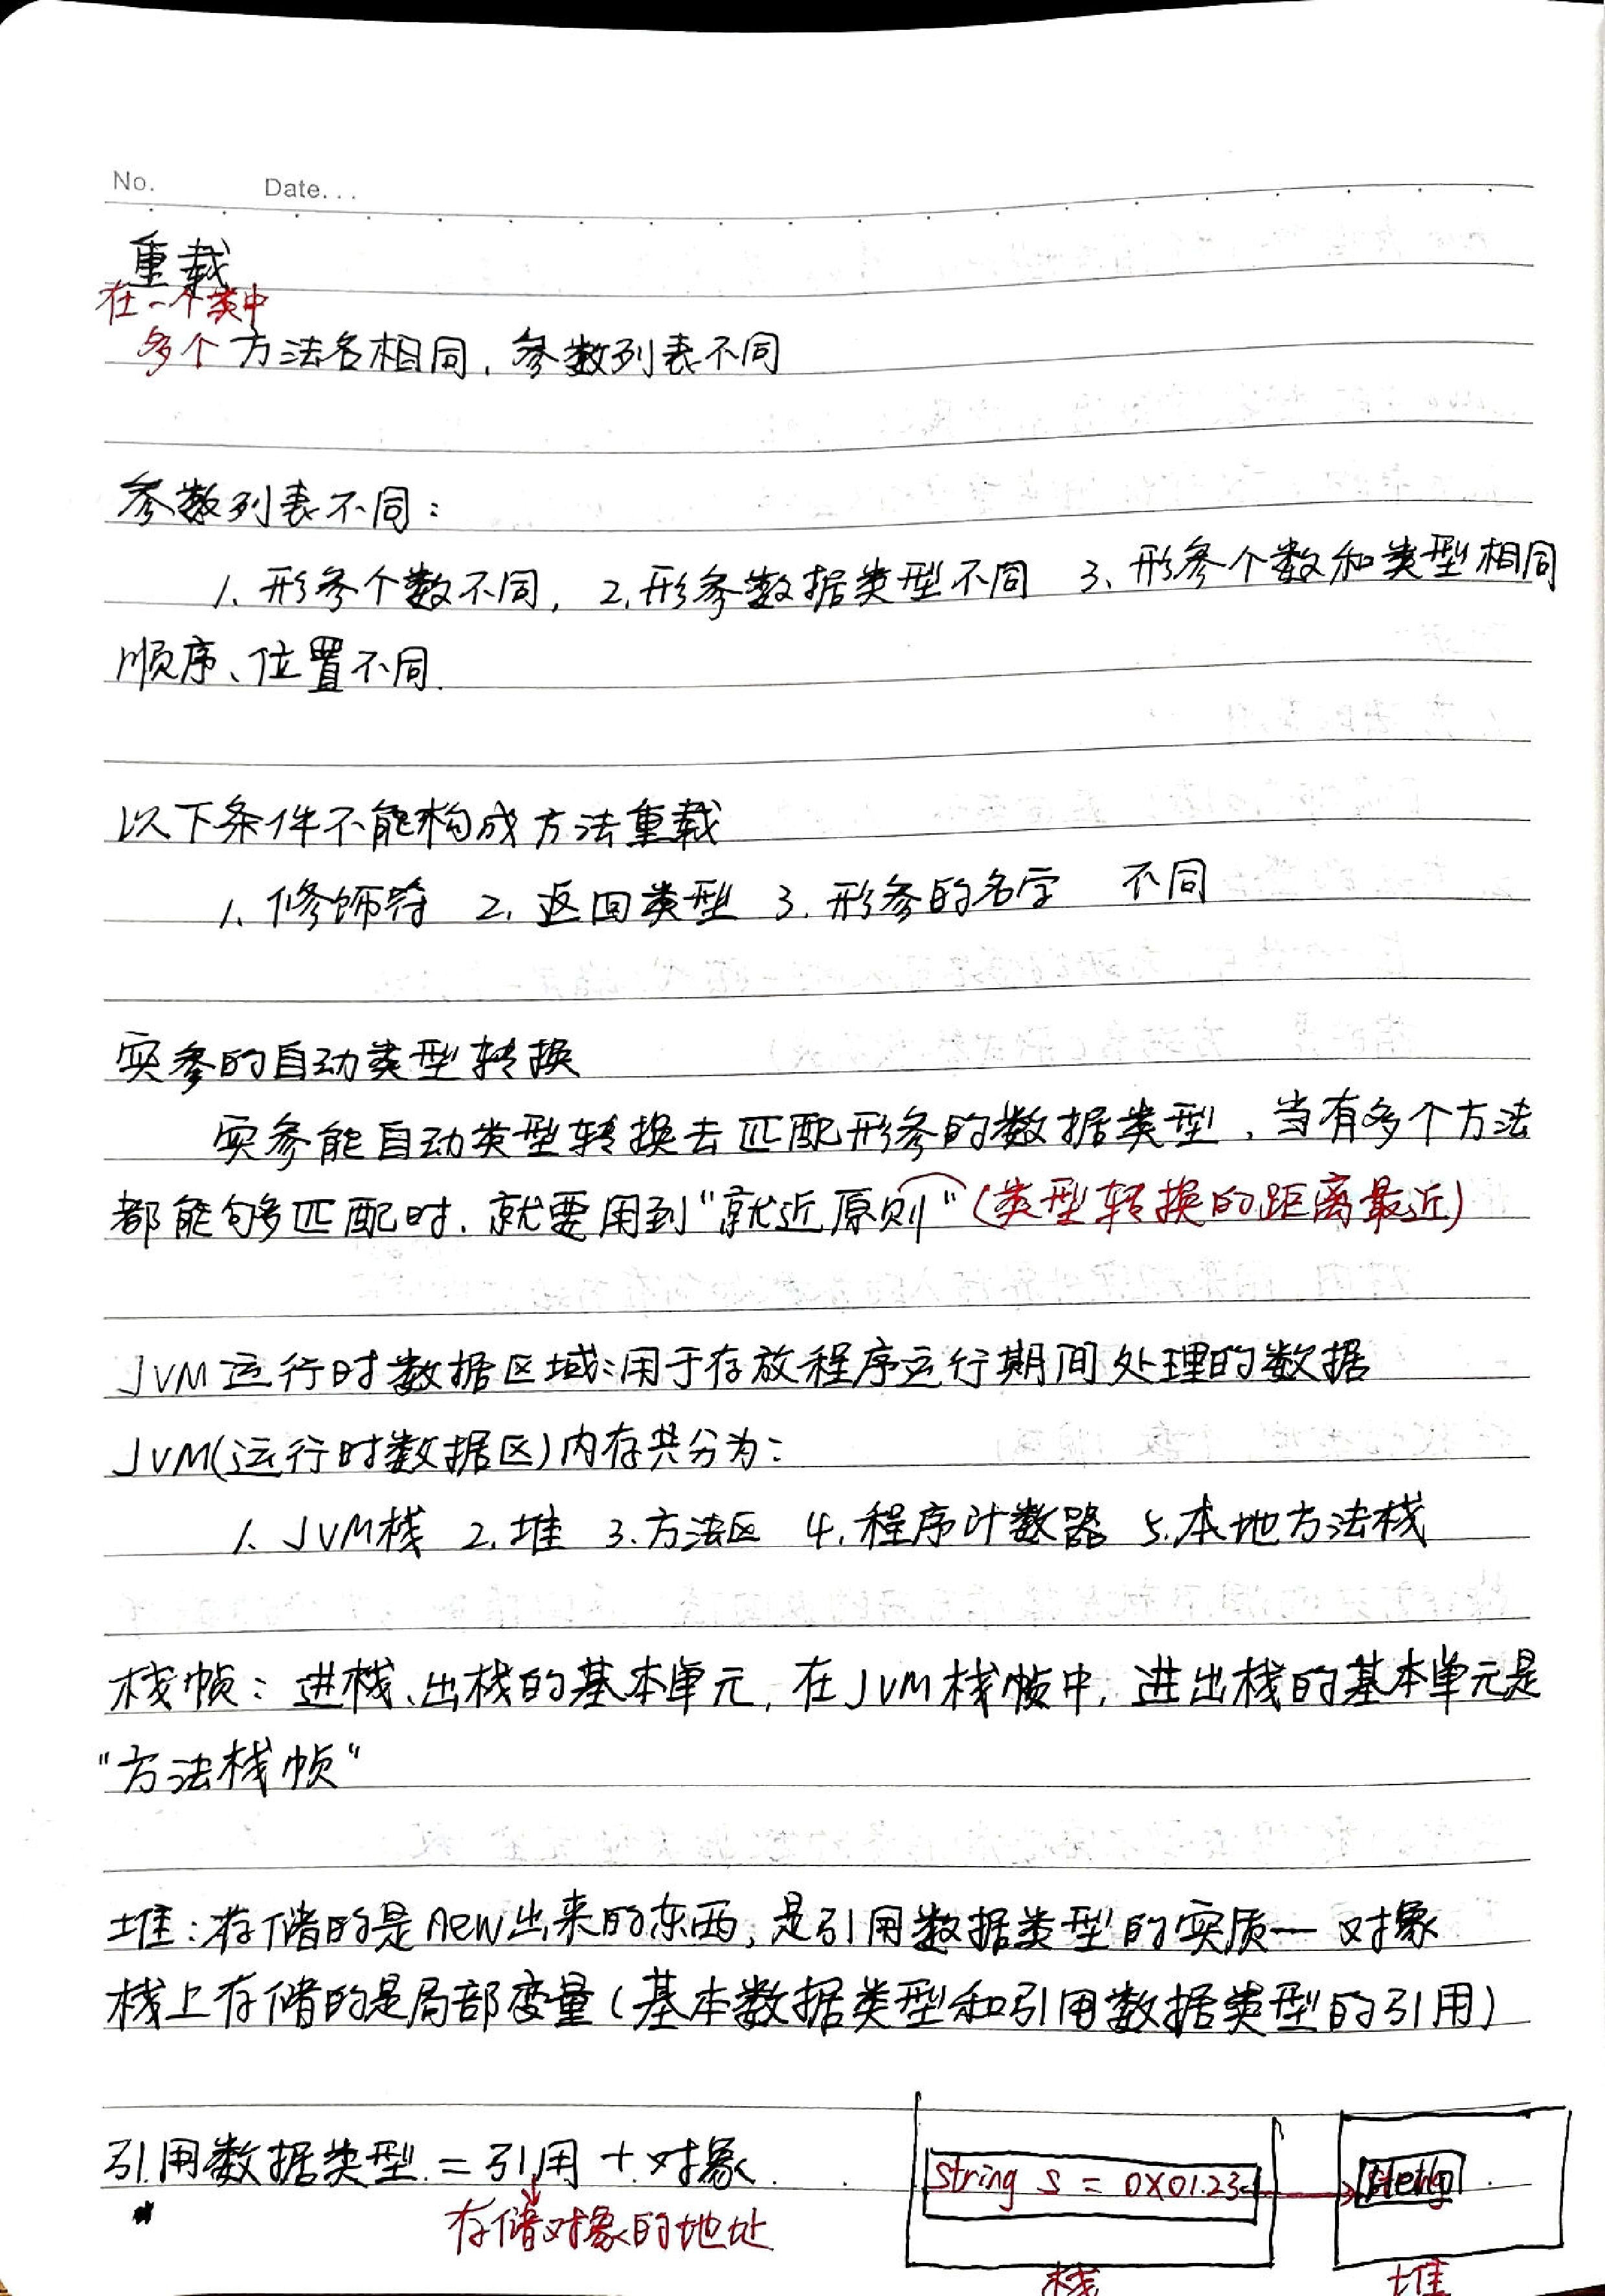 No. Date...
重载
在一个类中
多个方法名相同，参数列表不同
参数列表不同：
1. 形参个数不同, 2. 形参数据类型不同 3、形参个数和类型相同
顺序、位置不同.
以下条件不能构成方法重载
1. 修饰符 2. 返回类型 3. 形参的名字 不同
实参的自动类型转换
实参能自动类型转换去匹配形参的数据类型，当有多个方法
都能够匹配时. 就要用到"就近原则"(类型转换的距离最近)
JVM运行时数据区域:用于存放程序运行期间处理的数据
JVM(运行时数据区)内存共分为：
1. JVM栈 2. 堆 3.方法区 4. 程序计数器 5.本地方法栈
栈帧：进栈、出栈的基本单元, 在JVM栈帧中, 进出栈的基本单元是
"方法栈帧"
堆：存储的是new出来的东西, 是引用数据类型的实质—对象
栈上存储的是局部变量(基本数据类型和引用数据类型的引用)
引用数据类型 = 引用 + 对象
存储对象的地址
String s = 0X01234
栈
堆